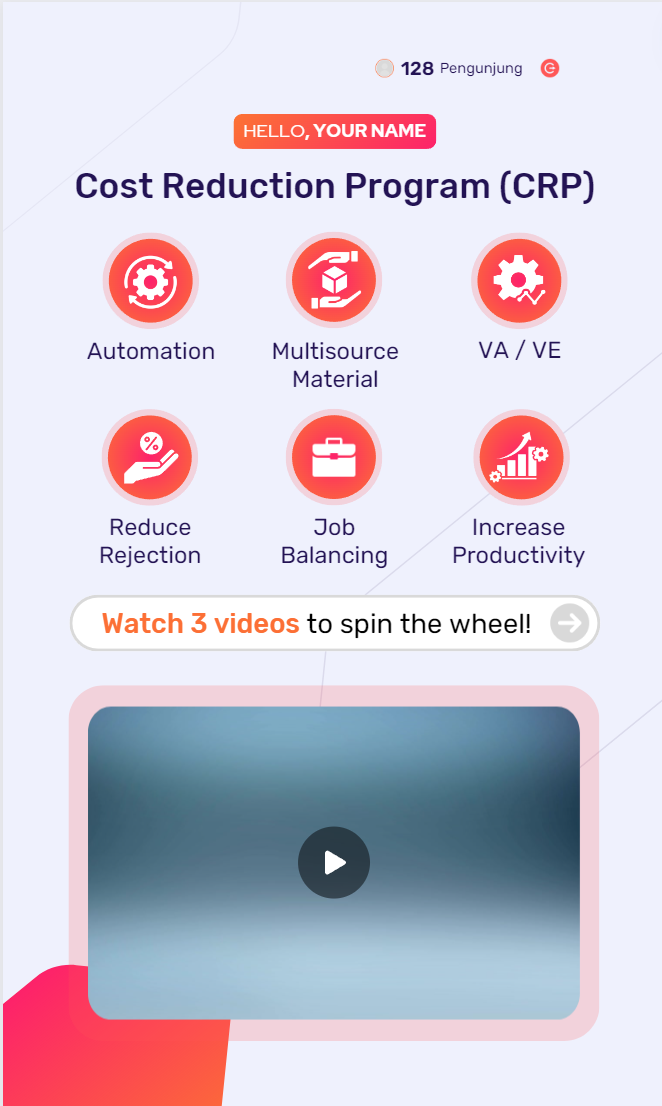 128 Pengunjung
HELLO, YOUR NAME
Cost Reduction Program (CRP)
Automation
Multisource
Material
VA / VE
Reduce
Rejection
Job
Balancing
Increase
Productivity
Watch 3 videos to spin the wheel!